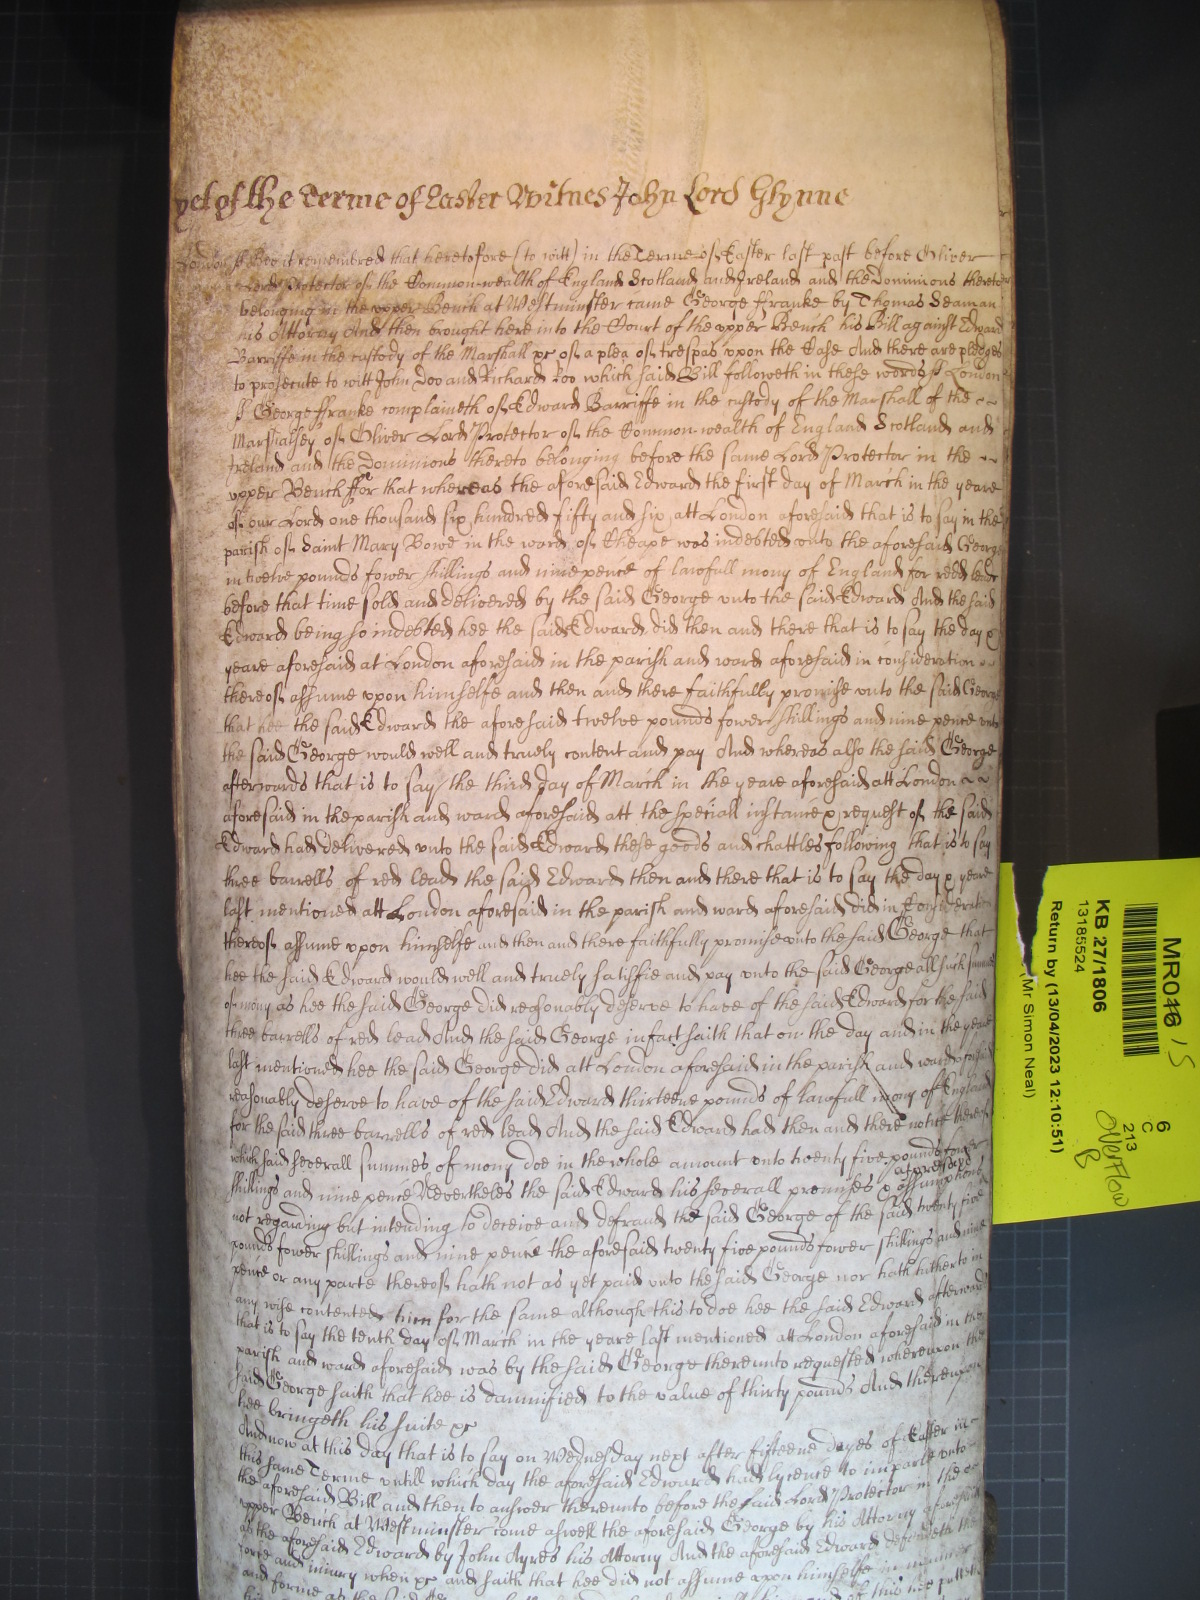 yet of the Terme of Easter Witnes John Lord Glynne
London ss Bee it remembred that heretofore (to witt) in the Terme of Easter last past before Oliver
Lord Protector of the Common-wealth of England Scotland and Ireland and the Dominions thereto
belonging in the upper Bench at Westminster came George ffranke by Thomas Seaman
his Attorny And then brought here into the Court of the upper Bench his Bill against Edward
Barriffe in the custody of the Marshall &c of a plea of trespas upon the Case And there are pledges
to prosecute to witt John Doo and Richard Roo which said Bill followeth in these words ss London
ss George ffranke complaineth of Edward Barriffe in the custody of the Marshall of the
Marshalsey of Oliver Lord Protector of the Common-wealth of England Scotland and
Ireland and the Dominions thereto belonging before the same Lord Protector in the
upper Bench ffor that whereas the aforesaid Edward the first day of March in the yeare
of our Lord one thousand six hundred fifty and six att London aforesaid that is to say in the
parish of Saint Mary Bowe in the ward of Cheape was indebted unto the aforesaid George
in twelve pounds fower shillings and nine pence of lawfull mony of England for redd lead
before that time sold and delivered by the said George unto the said Edward And the said
Edward being so indebted hee the said Edward did then and there that is to say the day &
yeare aforesaid at London aforesaid in the parish and ward aforesaid in consideration
thereof assume upon himselfe and then and there faithfully promise unto the said George
that hee the said Edward the aforesaid twelve pounds fower shillings and nine pence unto
the said George would well and truely content and pay And whereas also the said George
afterwards that is to say the third day of March in the yeare aforesaid att London
aforesaid in the parish and ward aforesaid att the speciall instance & request of the said
Edward had delivered unto the said Edward these goods and chattles following that is to say
three barrells of red lead the said Edward then and there that is to say the day & yeare
last mentioned att London aforesaid in the parish and ward aforesaid did in Consideration
thereof assume upon himselfe and then and there faithfully promise unto the said George that
hee the said Edward would well and truely satisfie and pay unto the said George all such summes
of mony as hee the said George did reasonably deserve to have of the said Edward for the said
three barrells of red lead And the said George in fact saith that on the day and in the yeare
last mentioned hee the said George did att London aforesaid in the parish and ward aforesaid
reasonably deserve to have of the said Edward thirteene pounds of lawfull mony of England
for the said three barrells of red lead And the said Edward had then and there notice thereof
which said severall summes of mony doe in the whole amount unto twenty five pounds fower
shillings and nine pence Nevertheles the said Edward his severall promises & assumptions aforesaid
not regarding but intending to deceive and defraud the said George of the said twenty five
pounds fower shillings and nine pence the aforesaid twenty five pounds fower shillings and nine
pence or any parte thereof hath not as yet paid unto the said George nor hath hitherto in
any wise contented him for the same although this to doe hee the said Edward afterwards
that is to say the tenth day of March in the yeare last mentioned att London aforesaid in the
parish and ward aforesaid was by the said George thereunto requested whereupon the
said George saith that hee is damnified to the value of thirty pounds And thereupon
hee bringeth his suite &c
And now at this day that is to say on Wednesday next after fifteene dayes of Easter in
this same Terme untill which day the aforesaid Edward had lycence to imparle unto
the aforesaid Bill and then to answer thereunto before the said Lord Protector in the
upper Bench at Westminster come aswell the aforesaid George by his Attorny aforesaid
as the aforesaid Edward by John Ayres his Attorny And the aforesaid Edward defendeth the
force and injury when &c and saith that hee did not assume upon himselfe in manner
and forme as the said of this hee putteth
MR046 15
6
C
213
Overflow
B
KB 27/1806
13185524
Return by (13/04/2023 12:10:51)
(Mr Simon Neal)